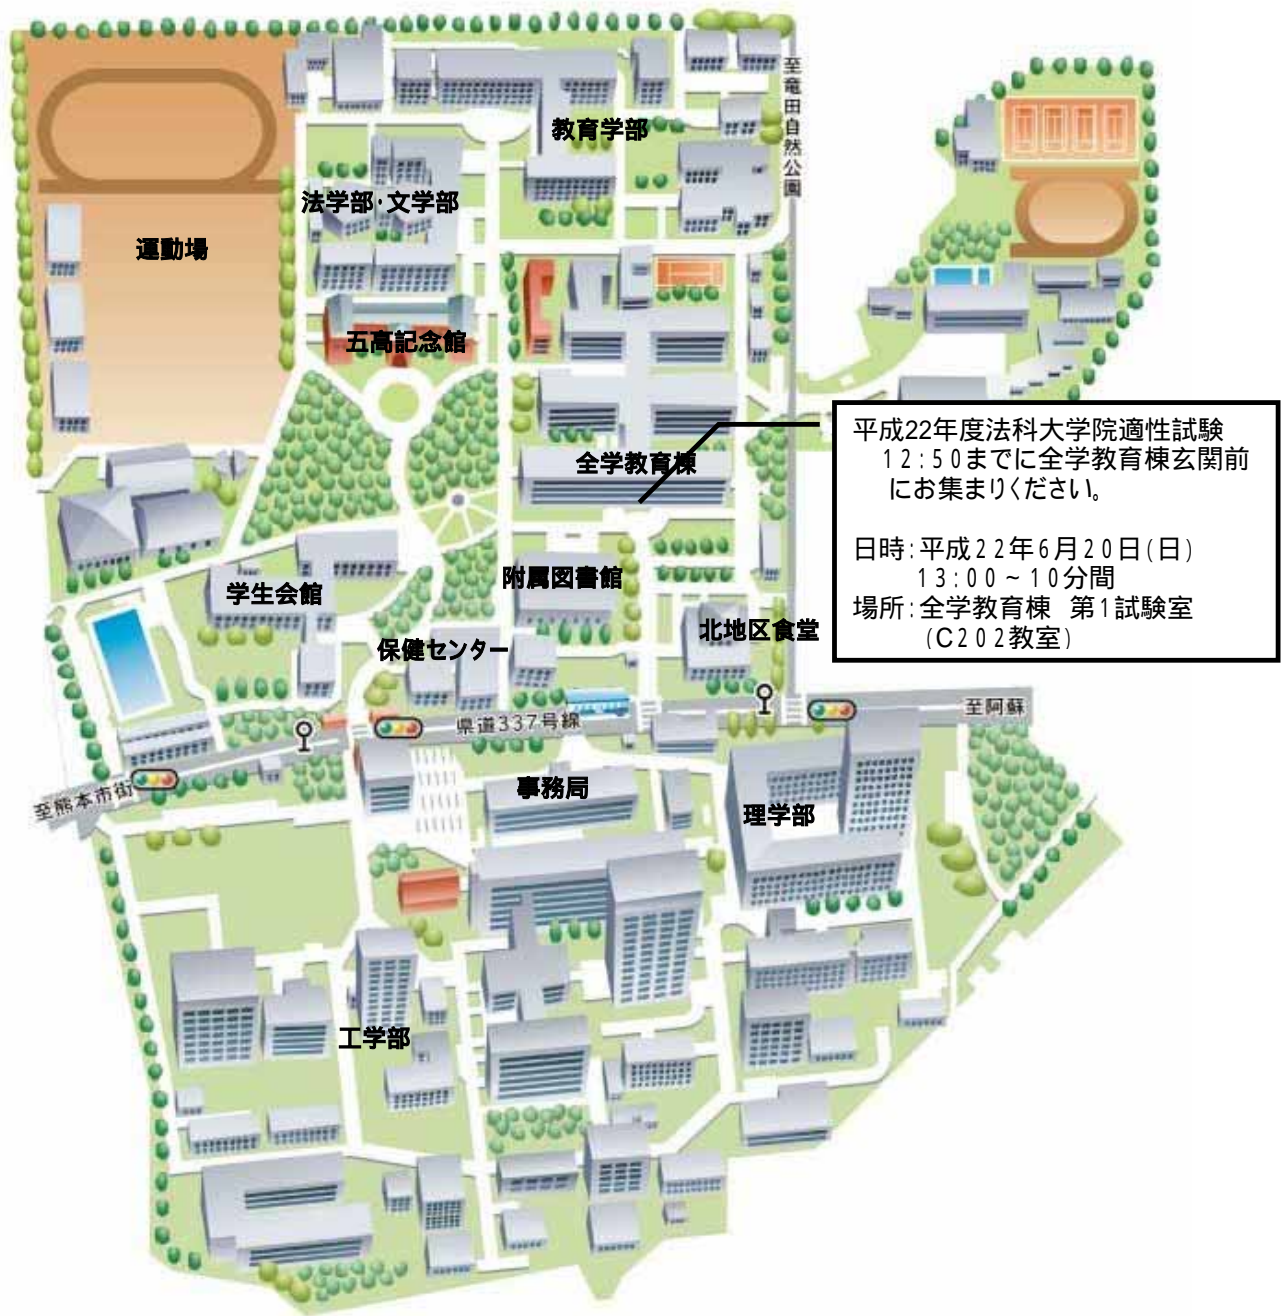 至竜田自然公園
教育学部
法学部・文学部
運動場
五高記念館
平成22年度法科大学院適性試験
12:50までに全学教育棟玄関前
にお集まりください。
日時:平成22年6月20日(日)
13:00~10分間
場所:全学教育棟 第1試験室
(C202教室)
全学教育棟
附属図書館
学生会館
北地区食堂
保健センター
至阿蘇
県道337号線
至熊本市街
事務局
理学部
工学部